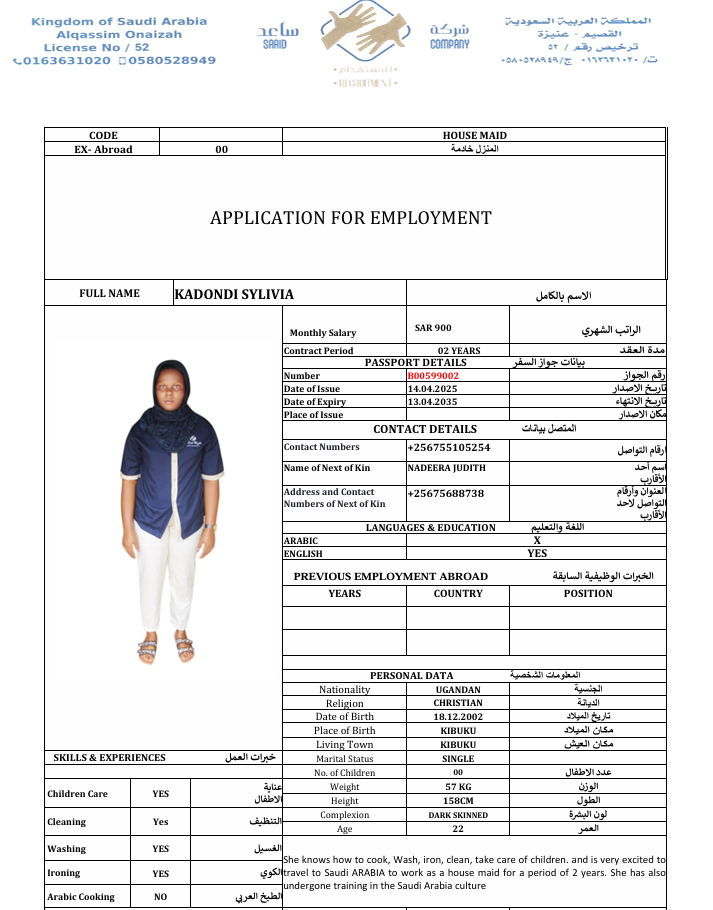 Kingdom of Saudi Arabia
Alqassim Onaizah
License No / 52
0163631020 0580528949
ساعد
SAAID
شركة
COMPANY
للاستقدام
RECRUITMENT
المملكة العربية السعودية
القصيم - عنيزة
ترخيص رقم / ٥٢
ت/ ٠١٦٣٦٣١٠٢٠ ج/ ٠٥٨٠٥٢٨٩٤٩
CODE HOUSE MAID
EX- Abroad 00 المنزل خادمة
APPLICATION FOR EMPLOYMENT
FULL NAME KADONDI SYLIVIA الاسم بالكامل
Monthly Salary SAR 900 الراتب الشهري
Contract Period 02 YEARS مدة العقد
PASSPORT DETAILS بيانات جواز السفر
Number B00599002 رقم الجواز
Date of Issue 14.04.2025 تاريخ الاصدار
Date of Expiry 13.04.2035 تاريخ الانتهاء
Place of Issue مكان الاصدار
CONTACT DETAILS المتصل بيانات
Contact Numbers +256755105254 ارقام التواصل
Name of Next of Kin NADEERA JUDITH اسم أحد
الأقارب
Address and Contact +25675688738 العنوان وأرقام
Numbers of Next of Kin التواصل لاحد
الأقارب
LANGUAGES & EDUCATION اللغة والتعليم
ARABIC X
ENGLISH YES
PREVIOUS EMPLOYMENT ABROAD الخبرات الوظيفية السابقة
YEARS COUNTRY POSITION
PERSONAL DATA المعلومات الشخصية
Nationality UGANDAN الجنسية
Religion CHRISTIAN الديانة
Date of Birth 18.12.2002 تاريخ الميلاد
Place of Birth KIBUKU مكان الميلاد
Living Town KIBUKU مكان العيش
Marital Status SINGLE
No. of Children 00 عدد الاطفال
Weight 57 KG الوزن
Height 158CM الطول
Complexion DARK SKINNED لون البشرة
Age 22 العمر
SKILLS & EXPERIENCES خبرات العمل
Children Care YES عناية
الاطفال
Cleaning Yes التنظيف
Washing YES الغسيل
Ironing YES الكوي
Arabic Cooking NO الطبخ العربي
She knows how to cook, Wash, iron, clean, take care of children. and is very excited to
travel to Saudi ARABIA to work as a house maid for a period of 2 years. She has also
undergone training in the Saudi Arabia culture